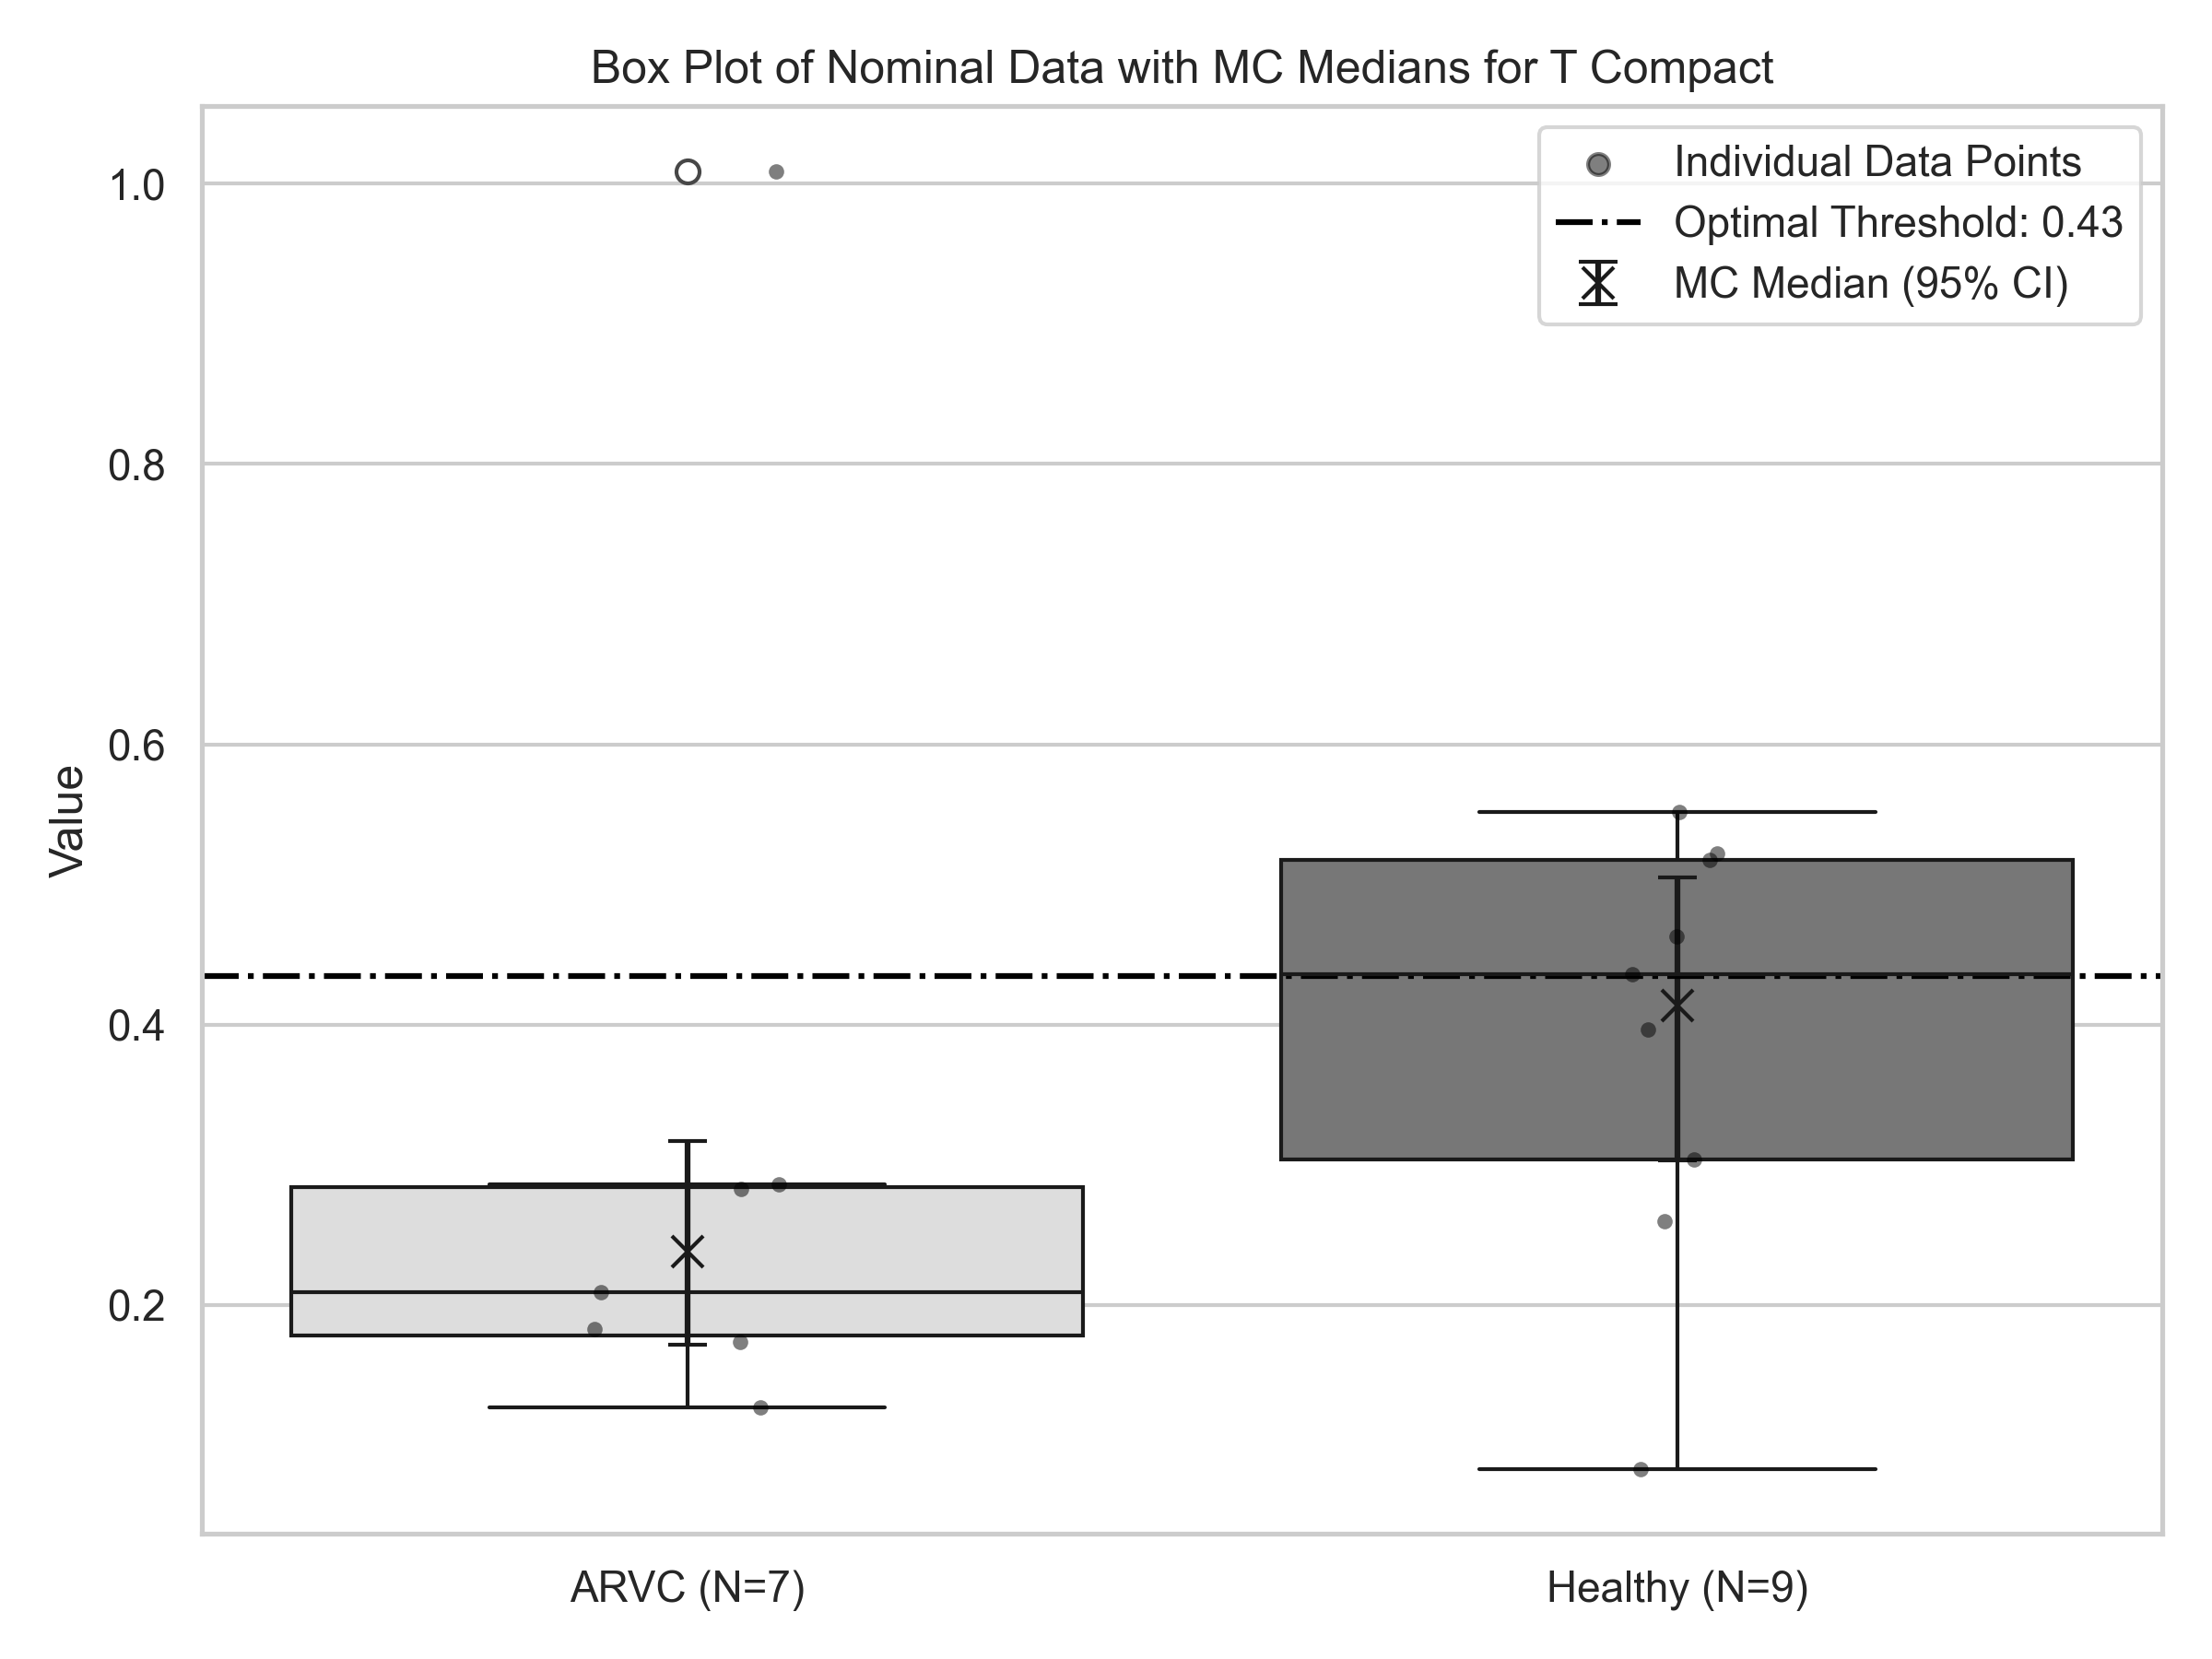 Box Plot of Nominal Data with MC Medians for T Compact
Individual Data Points
Optimal Threshold: 0.43
MC Median (95% CI)
1.0
0.8
0.6
0.4
0.2
Value
ARVC (N=7)
Healthy (N=9)